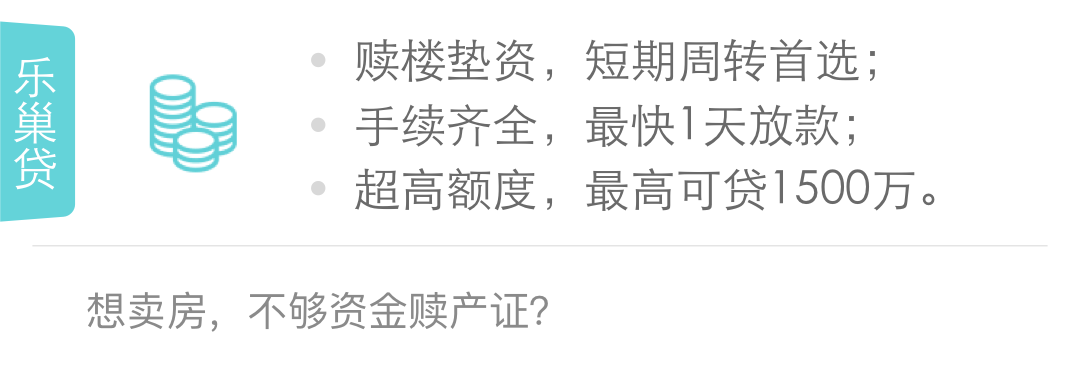 乐巢贷
赎楼垫资，短期周转首选；
手续齐全，最快1天放款；
超高额度，最高可贷1500万。
想卖房，不够资金赎产证？